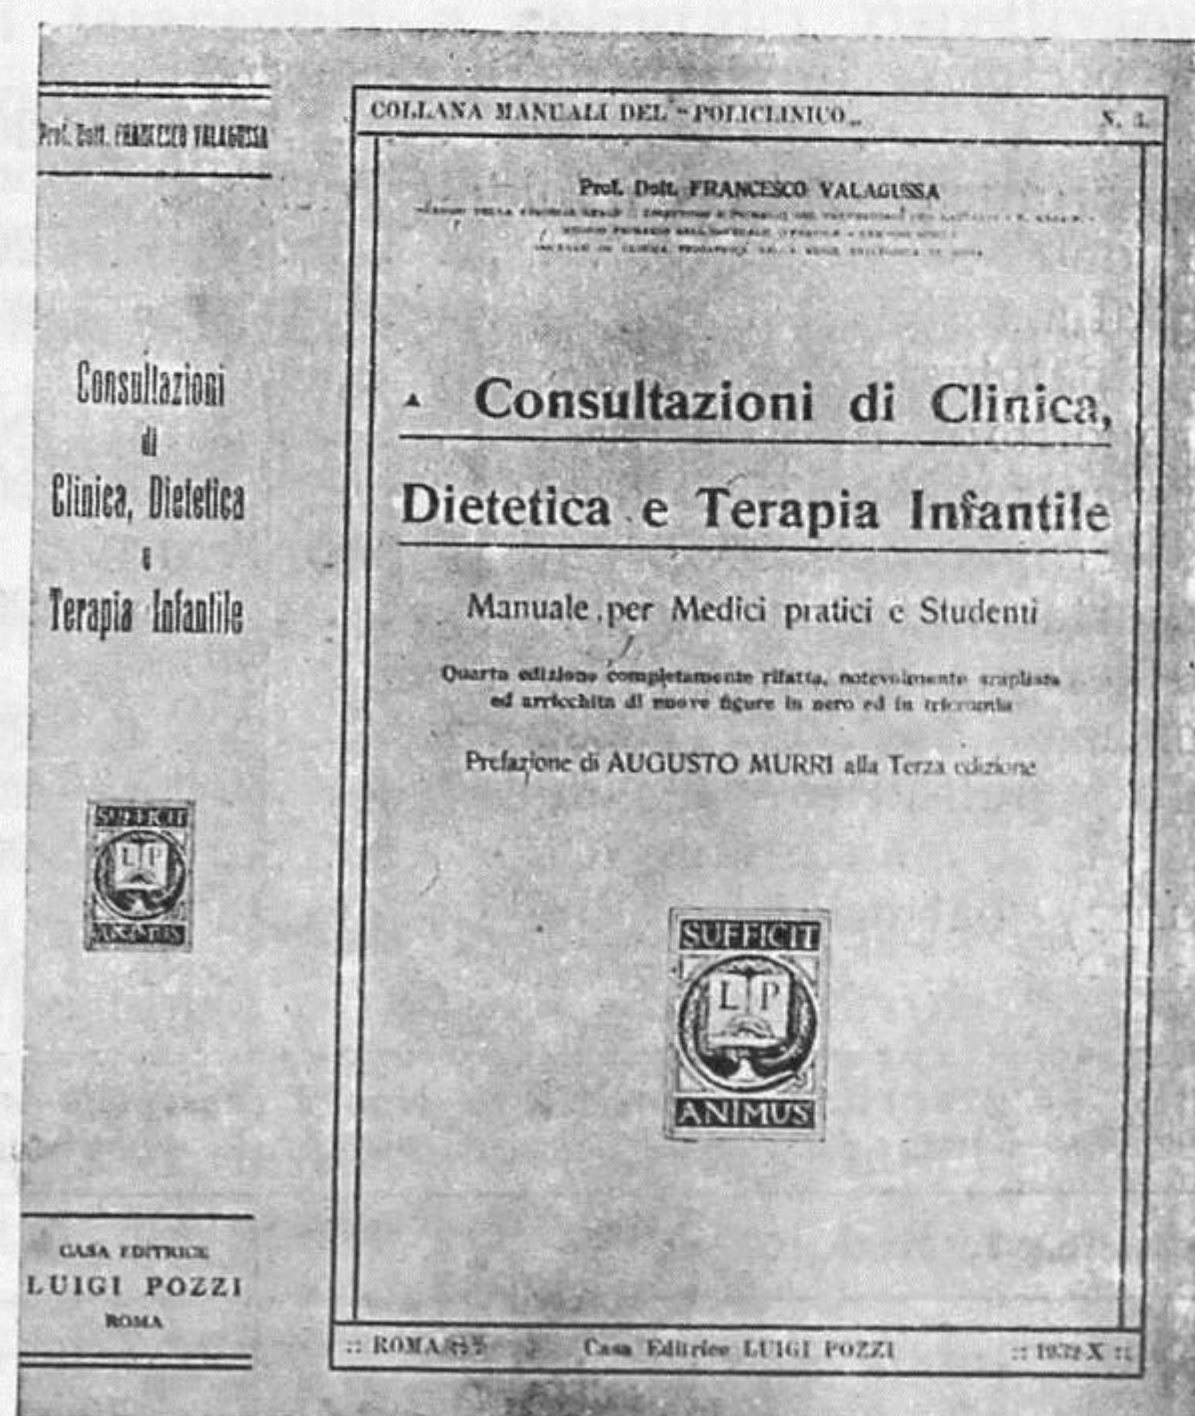 Prof. Dott. FRANCESCO VALAGUSSA
Consultazioni
di
Clinica, Dietetica
e
Terapia Infantile
SUFFICIT
L P
ANIMUS
CASA EDITRICE
LUIGI POZZI
ROMA
COLLANA MANUALI DEL "POLICLINICO„
N. 3.
Prof. Dott. FRANCESCO VALAGUSSA
Consultazioni di Clinica,
Dietetica e Terapia Infantile
Manuale per Medici pratici e Studenti
Quarta edizione completamente rifatta, notevolmente ampliata
ed arricchita di nuove figure in nero ed in tricromia
Prefazione di AUGUSTO MURRI alla Terza edizione
SUFFICIT
L P
ANIMUS
:: ROMA :: Casa Editrice LUIGI POZZI :: 1932-X ::